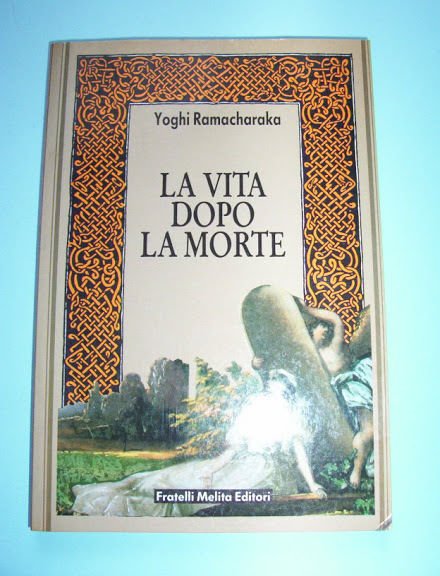 Yoghi Ramacharaka
LA VITA
DOPO
LA MORTE
Fratelli Melita Editori